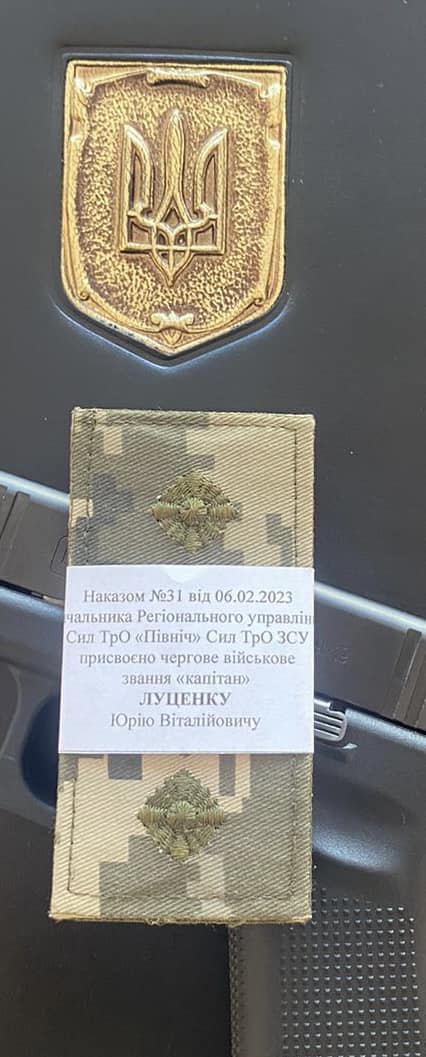 Наказом №31 від 06.02.2023
чальника Регіонального управлін
Сил ТрО «Північ» Сил ТрО ЗСУ
присвоєно чергове військове
звання «капітан»
ЛУЦЕНКУ
Юрію Віталійовичу